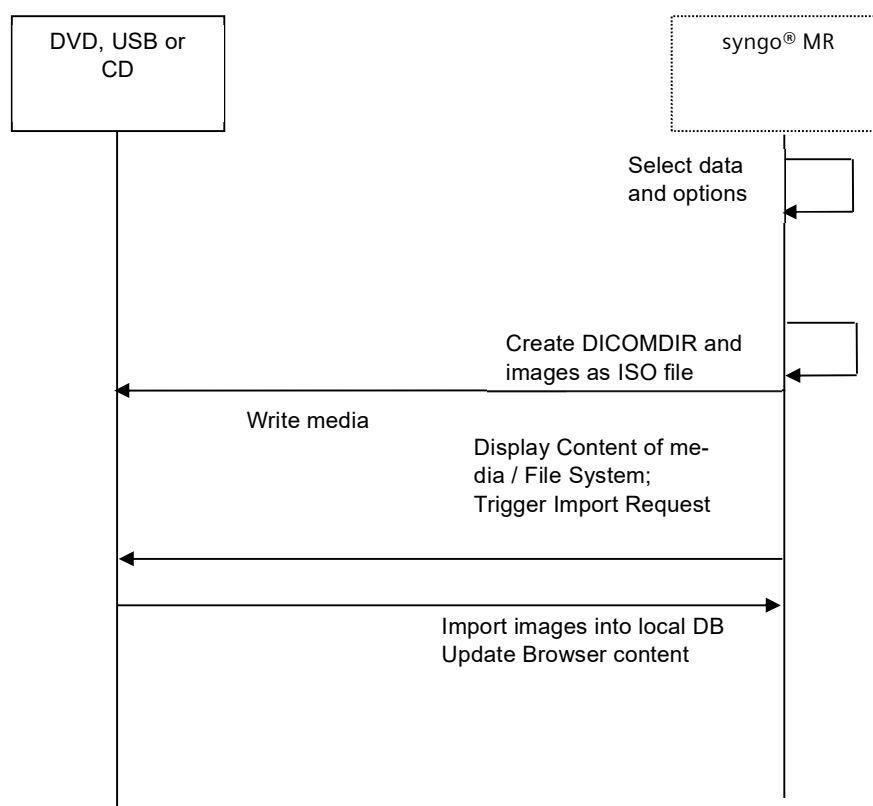 DVD, USB or
CD
syngo® MR
Select data
and options
Create DICOMDIR and
images as ISO file
Write media
Display Content of me-
dia / File System;
Trigger Import Request
Import images into local DB
Update Browser content